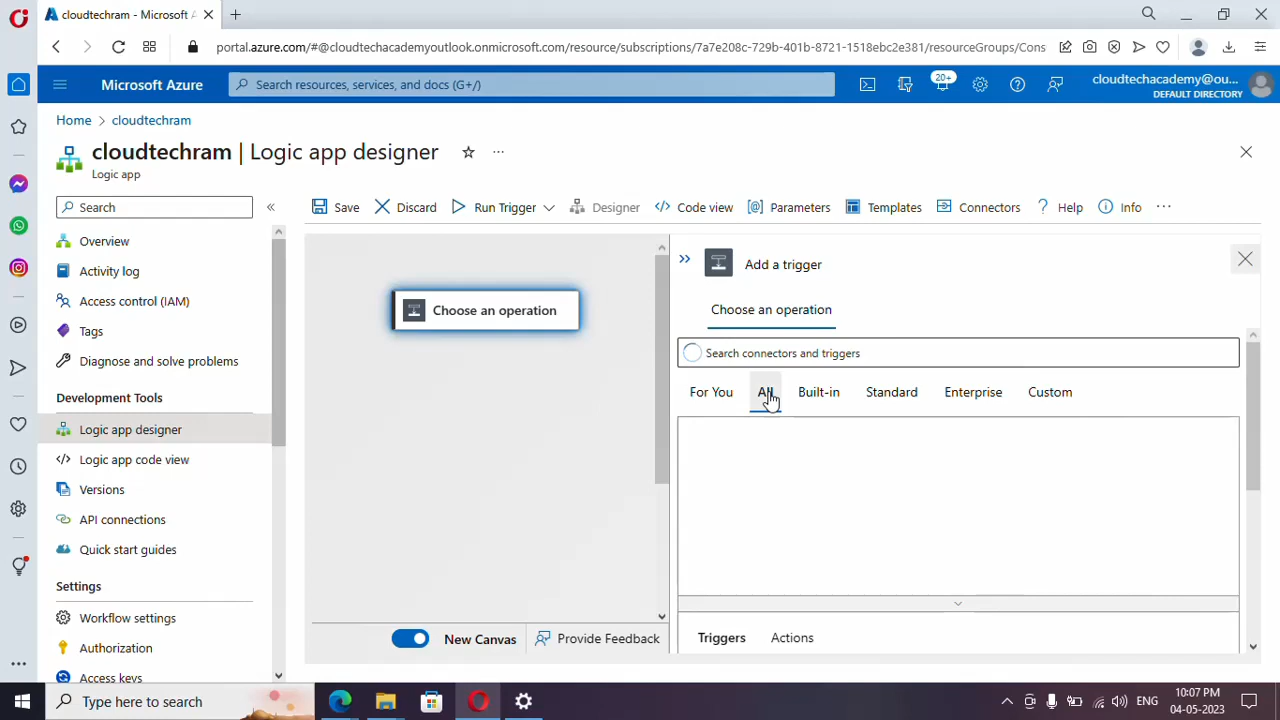 cloudtechram - Microsoft A
portal.azure.com/#@cloudtechacademyoutlook.onmicrosoft.com/resource/subscriptions/7a7e208c-729b-401b-8721-1518ebc2e381/resourceGroups/Cons
Microsoft Azure
Search resources, services, and docs (G+/)
20+
cloudtechacademy@ou...
DEFAULT DIRECTORY
Home > cloudtechram
cloudtechram | Logic app designer
Logic app
Search
Save
Discard
Run Trigger
Designer
Code view
Parameters
Templates
Connectors
Help
Info
Overview
Activity log
Access control (IAM)
Tags
Diagnose and solve problems
Development Tools
Logic app designer
Logic app code view
Versions
API connections
Quick start guides
Settings
Workflow settings
Authorization
Access keys
Choose an operation
New Canvas
Provide Feedback
Add a trigger
Choose an operation
Search connectors and triggers
For You
All
Built-in
Standard
Enterprise
Custom
Triggers
Actions
Type here to search
ENG
10:07 PM
04-05-2023